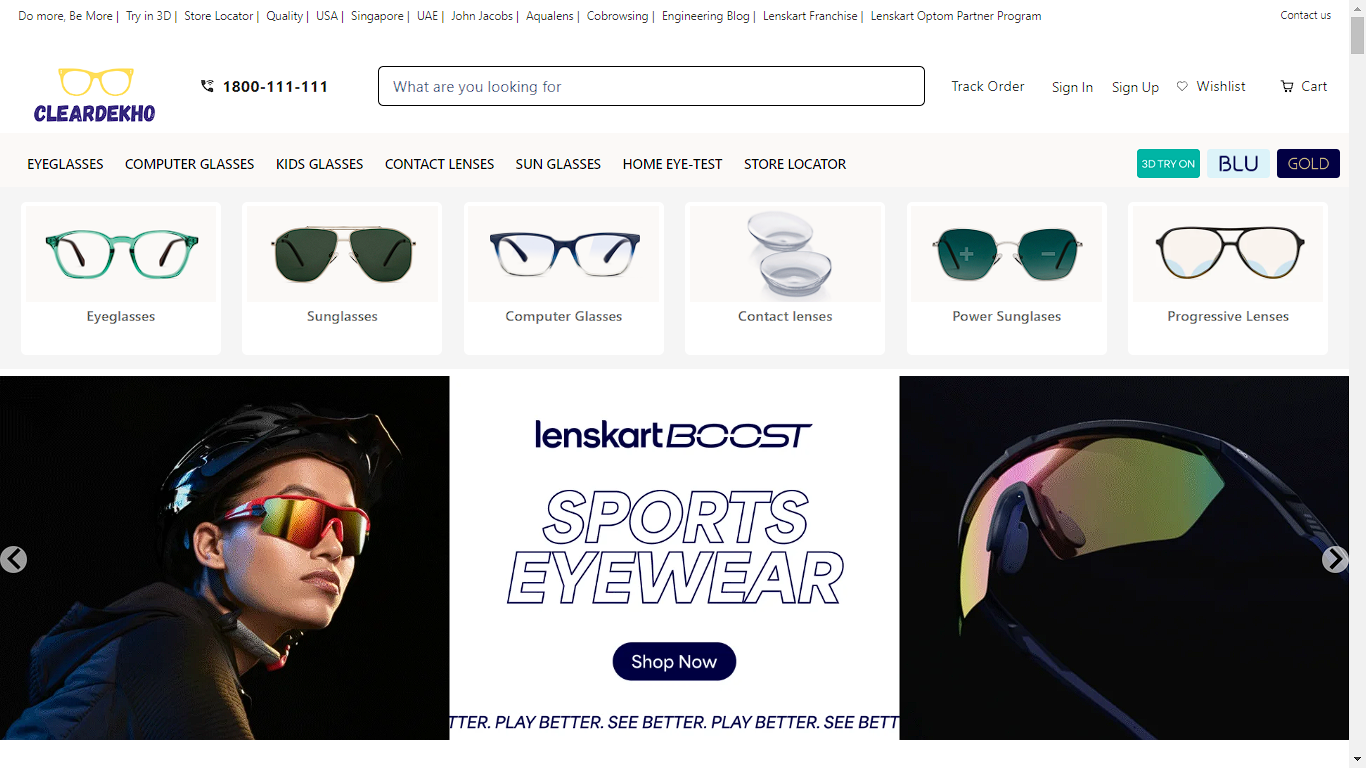 Do more, Be More | Try in 3D | Store Locator | Quality | USA | Singapore | UAE | John Jacobs | Aqualens | Cobrowsing | Engineering Blog | Lenskart Franchise | Lenskart Optom Partner Program Contact us
CLEARDEKHO 1800-111-111 What are you looking for Track Order Sign In Sign Up Wishlist Cart
EYEGLASSES COMPUTER GLASSES KIDS GLASSES CONTACT LENSES SUN GLASSES HOME EYE-TEST STORE LOCATOR 3D TRY ON BLU GOLD
Eyeglasses Sunglasses Computer Glasses Contact lenses Power Sunglases Progressive Lenses
lenskart BOOST
SPORTS
EYEWEAR
Shop Now
TTER. PLAY BETTER. SEE BETTER. PLAY BETTER. SEE BETT